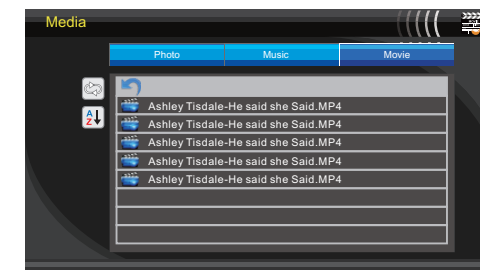 Media
Photo Music Movie
Ashley Tisdale-He said she Said.MP4
Ashley Tisdale-He said she Said.MP4
A
Z
Ashley Tisdale-He said she Said.MP4
Ashley Tisdale-He said she Said.MP4
Ashley Tisdale-He said she Said.MP4